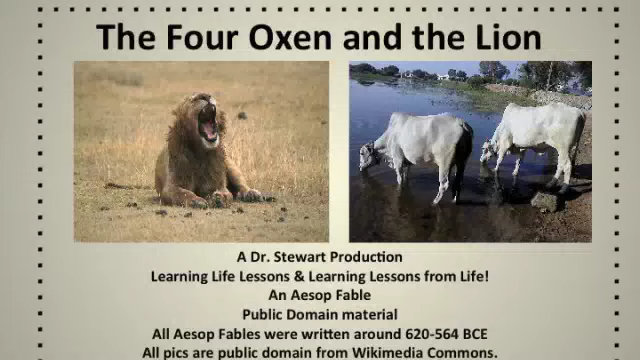 The Four Oxen and the Lion
A Dr. Stewart Production
Learning Life Lessons & Learning Lessons from Life!
An Aesop Fable
Public Domain material
All Aesop Fables were written around 620-564 BCE
All pics are public domain from Wikimedia Commons.